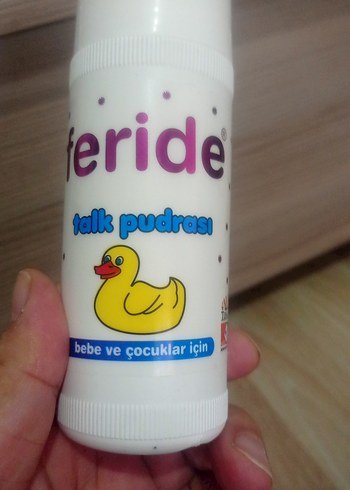 feride®
talk pudrası
bebe ve çocuklar için